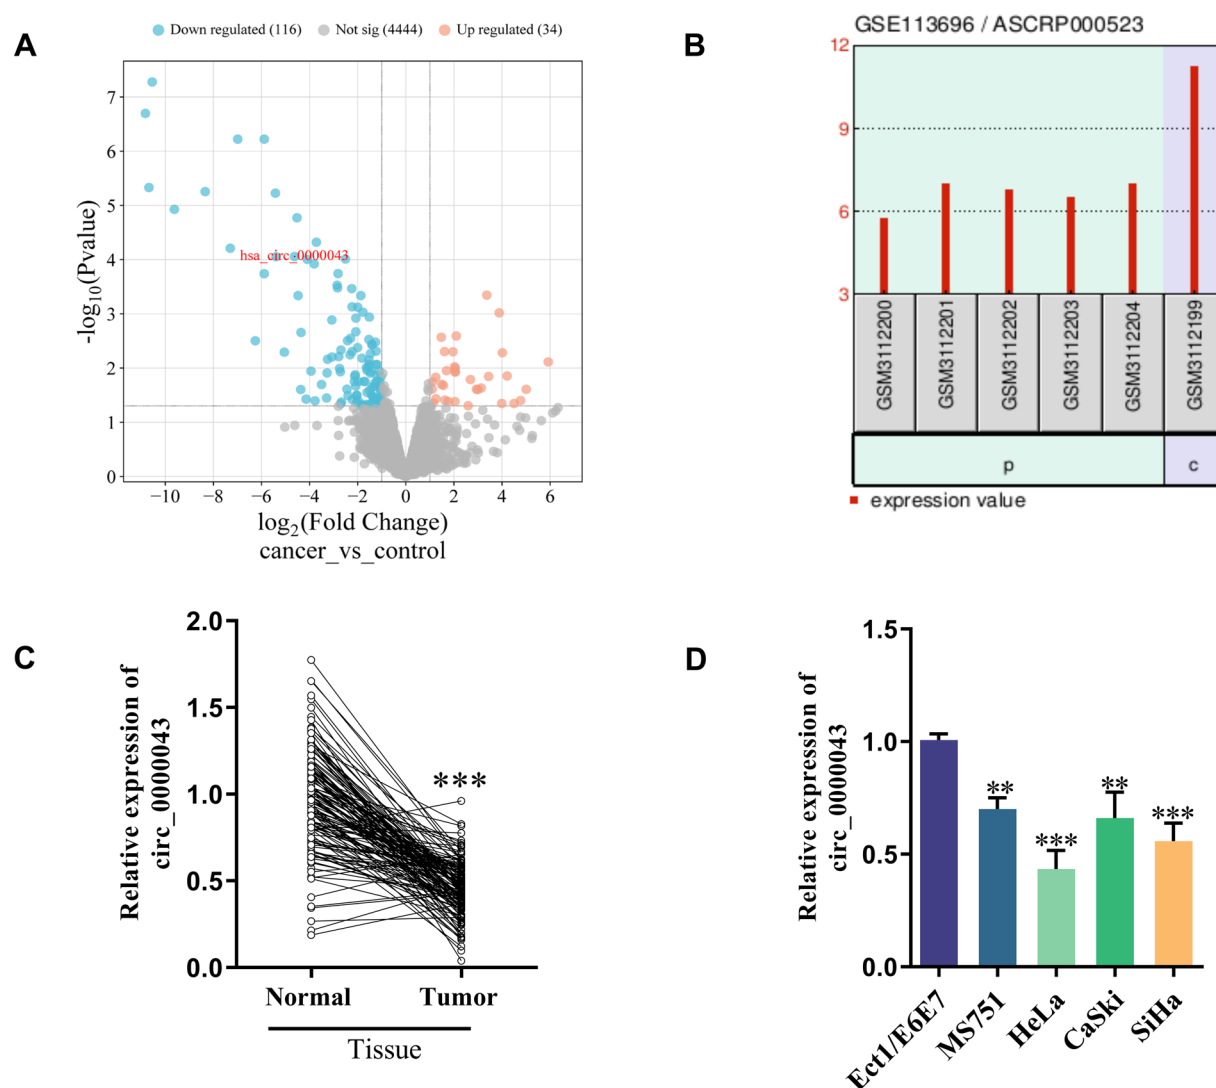 A
Down regulated (116) Not sig (4444) Up regulated (34)
-log10(Pvalue)
7
6
5
4
3
2
1
0
hsa_circ_0000043
−10 −8 −6 −4 −2 0 2 4 6
log2(Fold Change)
cancer_vs_control
B
GSE113696 / ASCRP000523
12
9
6
3
GSM3112200
GSM3112201
GSM3112202
GSM3112203
GSM3112204
GSM3112199
p c
expression value
C
Relative expression of
circ_0000043
2.0
1.5
1.0
0.5
0.0
***
Normal Tumor
Tissue
D
Relative expression of
circ_0000043
1.5
1.0
0.5
0.0
** *** ** ***
Ect1/E6E7
MS751
HeLa
CaSki
SiHa